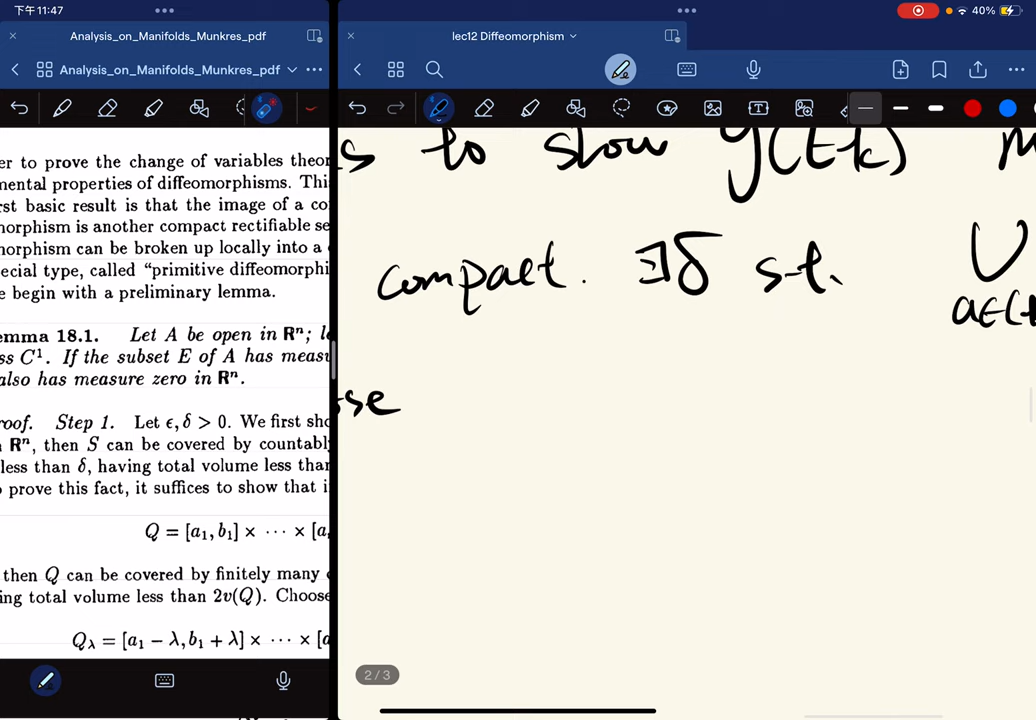 下午11:47
40%
Analysis_on_Manifolds_Munkres_pdf
lec12 Diffeomorphism
Analysis_on_Manifolds_Munkres_pdf
er to prove the change of variables theor
mental properties of diffeomorphisms. This
rst basic result is that the image of a co
morphism is another compact rectifiable se
morphism can be broken up locally into a
ecial type, called “primitive diffeomorphi
e begin with a preliminary lemma.
emma 18.1. Let A be open in Rⁿ; le
ss C¹. If the subset E of A has measu
also has measure zero in Rⁿ.
roof. Step 1. Let ϵ, δ > 0. We first sho
n Rⁿ, then S can be covered by countabl
less than δ, having total volume less than
o prove this fact, it suffices to show that i
Q = [a₁, b₁] × ··· × [a
then Q can be covered by finitely many
ing total volume less than 2v(Q). Choose
Q_λ = [a₁ − λ, b₁ + λ] × ··· × [a
s to show g(Ek) m
compact. ∃δ s.t. ∪
a∈
se
2 / 3